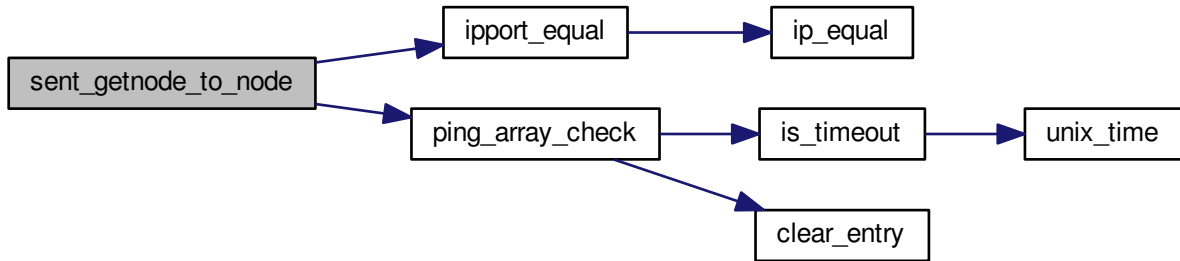 ipport_equal
ip_equal
sent_getnode_to_node
ping_array_check
is_timeout
unix_time
clear_entry